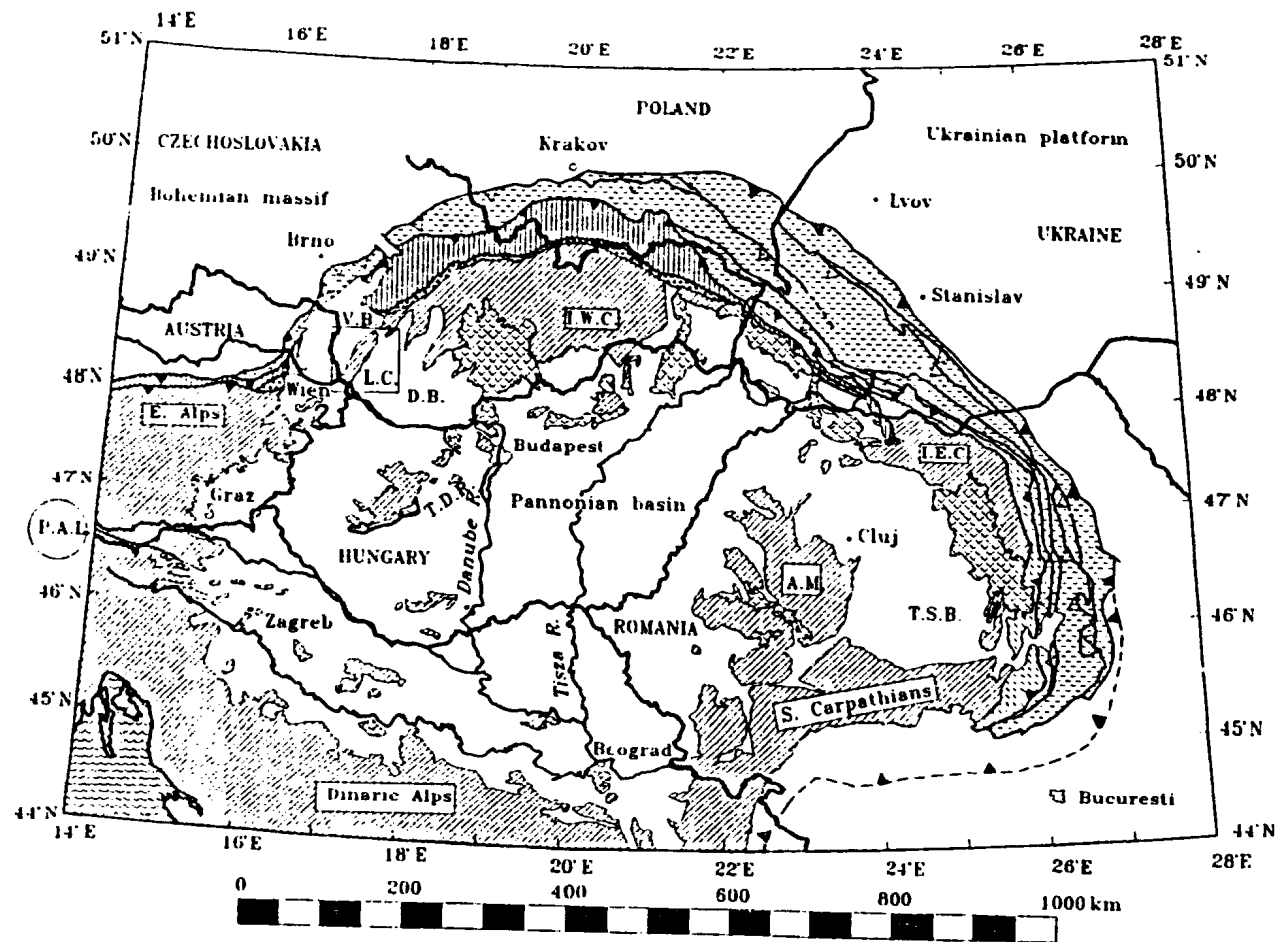 14°E 16°E 18°E 20°E 22°E 24°E 26°E 28°E
51°N 51°N
POLAND
50°N CZECHOSLOVAKIA Krakov Ukrainian platform 50°N
Bohemian massif Lvov
Brno UKRAINE
49°N 49°N
Stanislav
AUSTRIA V.B. I.W.C.
48°N Wien L.C. D.B. 48°N
E. Alps
Budapest I.E.C
47°N Graz T.D.R. Pannonian basin 47°N
P.A.L. Cluj
HUNGARY Danube R. A.M
46°N T.S.B. 46°N
Zagreb Tisza R. ROMANIA
45°N S. Carpathians 45°N
Beograd
Dinaric Alps Bucuresti
44°N 44°N
14°E 16°E 18°E 20°E 22°E 24°E 26°E 28°E
0 200 400 600 800 1000 km